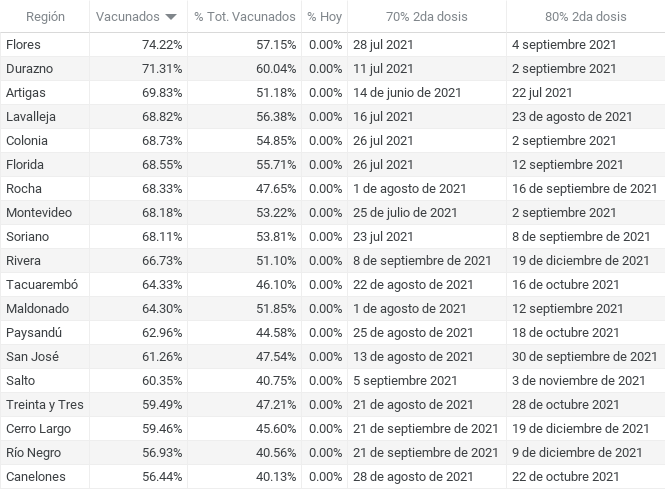 Región Vacunados % Tot. Vacunados % Hoy 70% 2da dosis 80% 2da dosis
Flores 74.22% 57.15% 0.00% 28 jul 2021 4 septiembre 2021
Durazno 71.31% 60.04% 0.00% 11 jul 2021 2 septiembre 2021
Artigas 69.83% 51.18% 0.00% 14 de junio de 2021 22 jul 2021
Lavalleja 68.82% 56.38% 0.00% 16 jul 2021 23 de agosto de 2021
Colonia 68.73% 54.85% 0.00% 26 jul 2021 2 septiembre 2021
Florida 68.55% 55.71% 0.00% 26 jul 2021 12 septiembre 2021
Rocha 68.33% 47.65% 0.00% 1 de agosto de 2021 16 de septiembre de 2021
Montevideo 68.18% 53.22% 0.00% 25 de julio de 2021 2 septiembre 2021
Soriano 68.11% 53.81% 0.00% 23 jul 2021 8 de septiembre de 2021
Rivera 66.73% 51.10% 0.00% 8 de septiembre de 2021 19 de diciembre de 2021
Tacuarembó 64.33% 46.10% 0.00% 22 de agosto de 2021 16 de octubre 2021
Maldonado 64.30% 51.85% 0.00% 1 de agosto de 2021 12 septiembre 2021
Paysandú 62.96% 44.58% 0.00% 25 de agosto de 2021 18 de octubre 2021
San José 61.26% 47.54% 0.00% 13 de agosto de 2021 30 de septiembre de 2021
Salto 60.35% 40.75% 0.00% 5 septiembre 2021 3 de noviembre de 2021
Treinta y Tres 59.49% 47.21% 0.00% 21 de agosto de 2021 28 de octubre 2021
Cerro Largo 59.46% 45.60% 0.00% 21 de septiembre de 2021 19 de diciembre de 2021
Río Negro 56.93% 40.56% 0.00% 21 de septiembre de 2021 9 de diciembre de 2021
Canelones 56.44% 40.13% 0.00% 28 de agosto de 2021 22 de octubre 2021